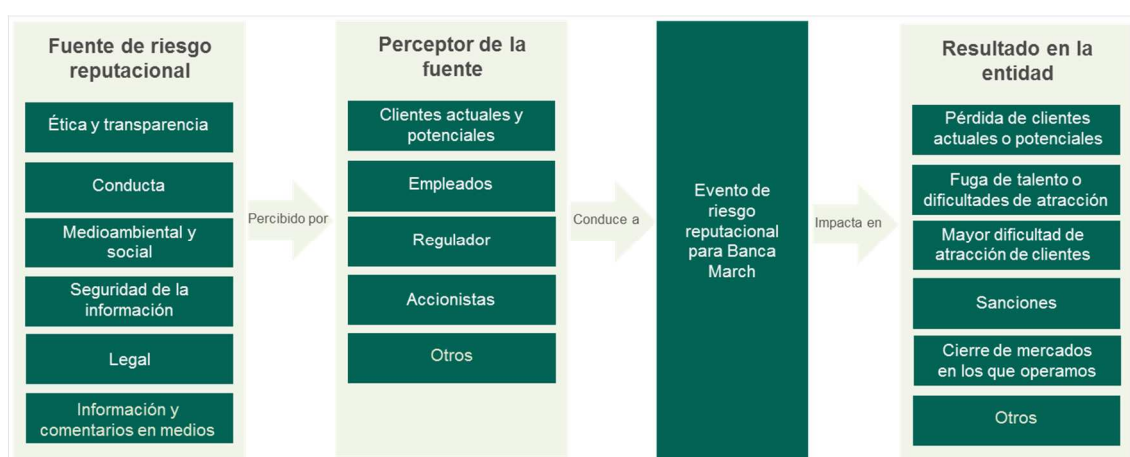 Fuente de riesgo
reputacional
Ética y transparencia
Conducta
Medioambiental y
social
Seguridad de la
información
Legal
Información y
comentarios en medios
Percibido por
Perceptor de la
fuente
Clientes actuales y
potenciales
Empleados
Regulador
Accionistas
Otros
Conduce a
Evento de
riesgo
reputacional
para Banca
March
Impacta en
Resultado en la
entidad
Pérdida de clientes
actuales o potenciales
Fuga de talento o
dificultades de atracción
Mayor dificultad de
atracción de clientes
Sanciones
Cierre de mercados
en los que operamos
Otros